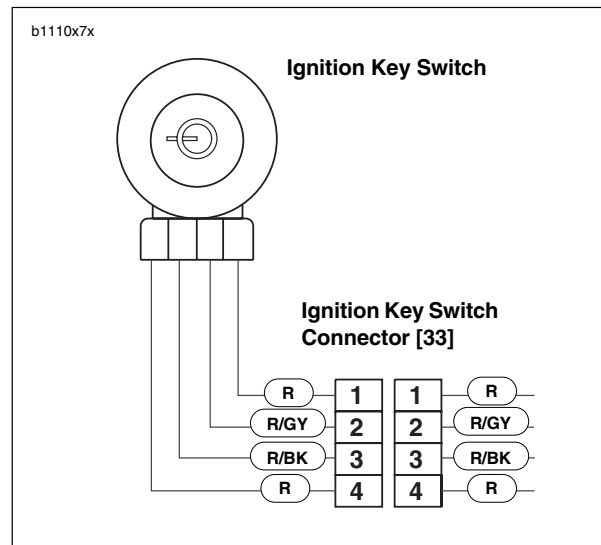 b1110x7x
Ignition Key Switch
Ignition Key Switch
Connector [33]
R 1 1 R
R/GY 2 2 R/GY
R/BK 3 3 R/BK
R 4 4 R